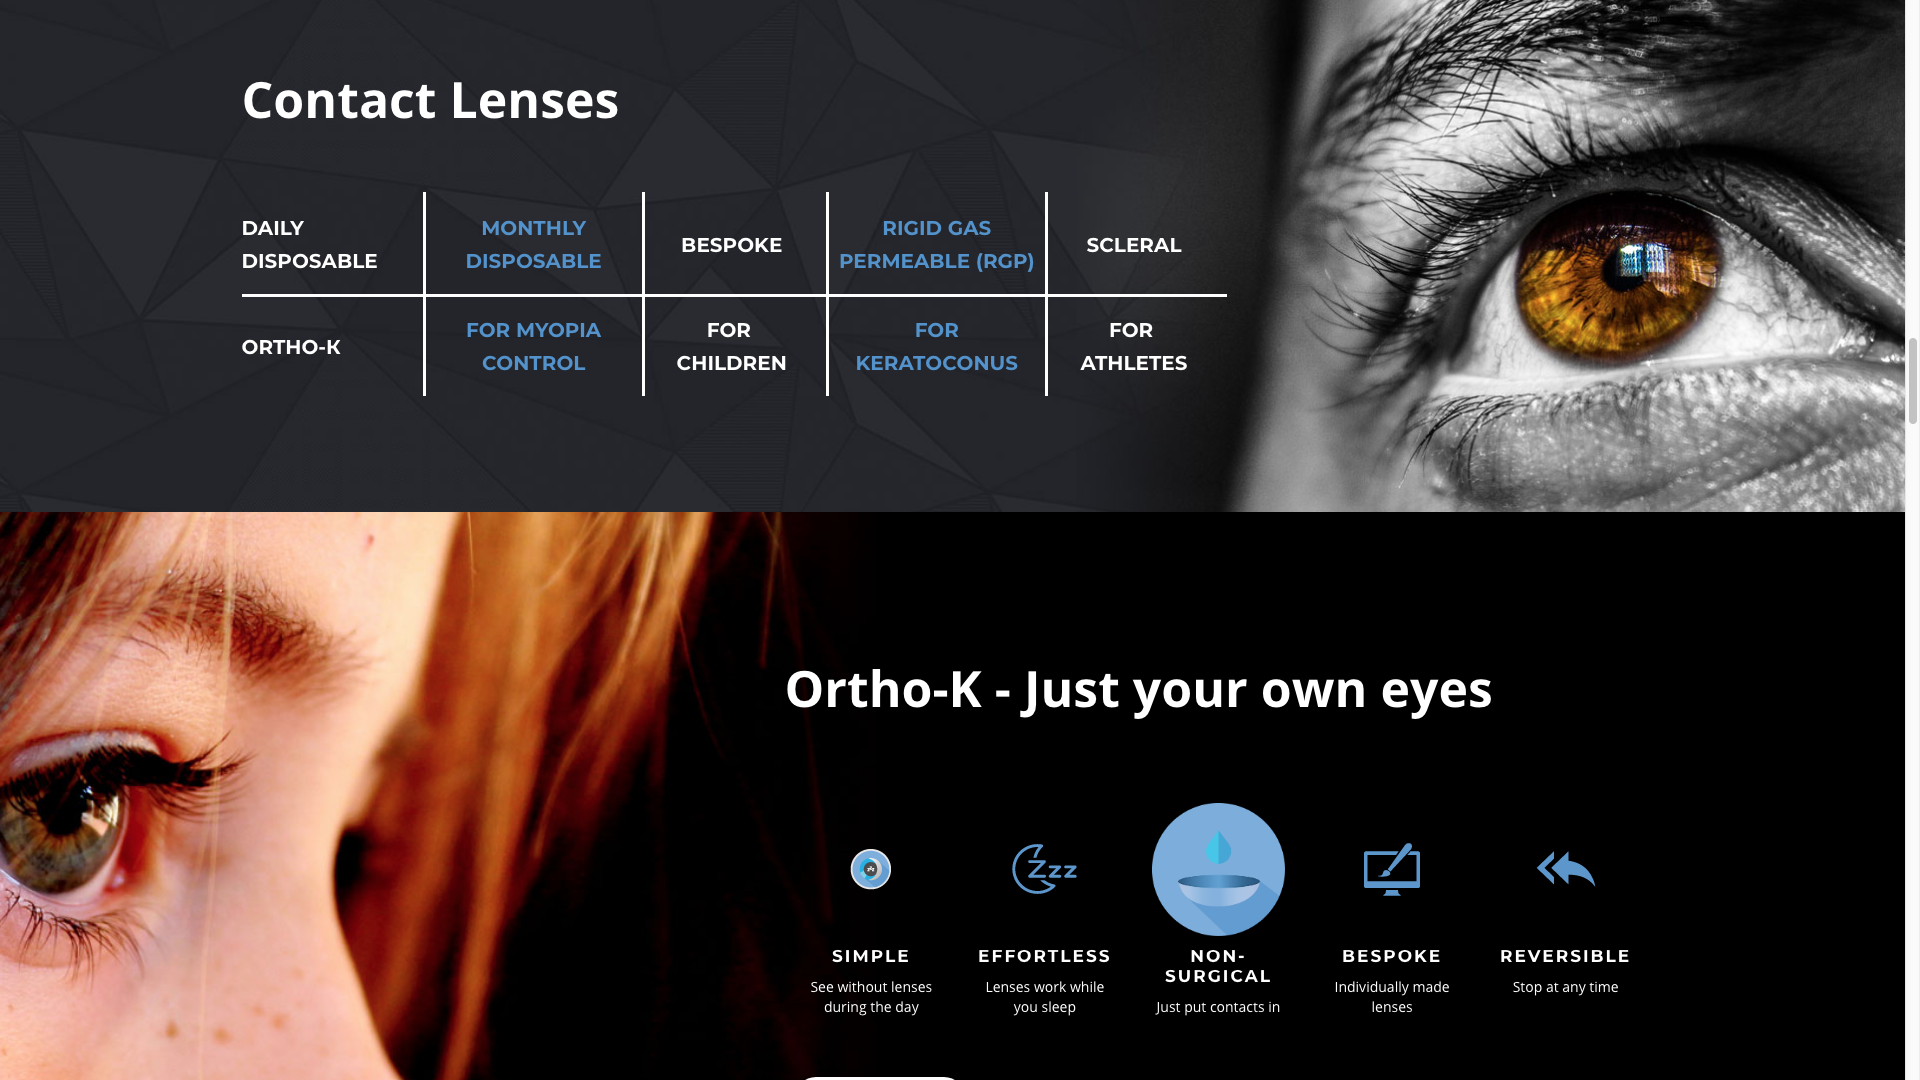 Contact Lenses
DAILY
DISPOSABLE
MONTHLY
DISPOSABLE
BESPOKE
RIGID GAS
PERMEABLE (RGP)
SCLERAL
ORTHO-K
FOR MYOPIA
CONTROL
FOR
CHILDREN
FOR
KERATOCONUS
FOR
ATHLETES
Ortho-K - Just your own eyes
Zzz
SIMPLE
See without lenses
during the day
EFFORTLESS
Lenses work while
you sleep
NON-
SURGICAL
Just put contacts in
BESPOKE
Individually made
lenses
REVERSIBLE
Stop at any time